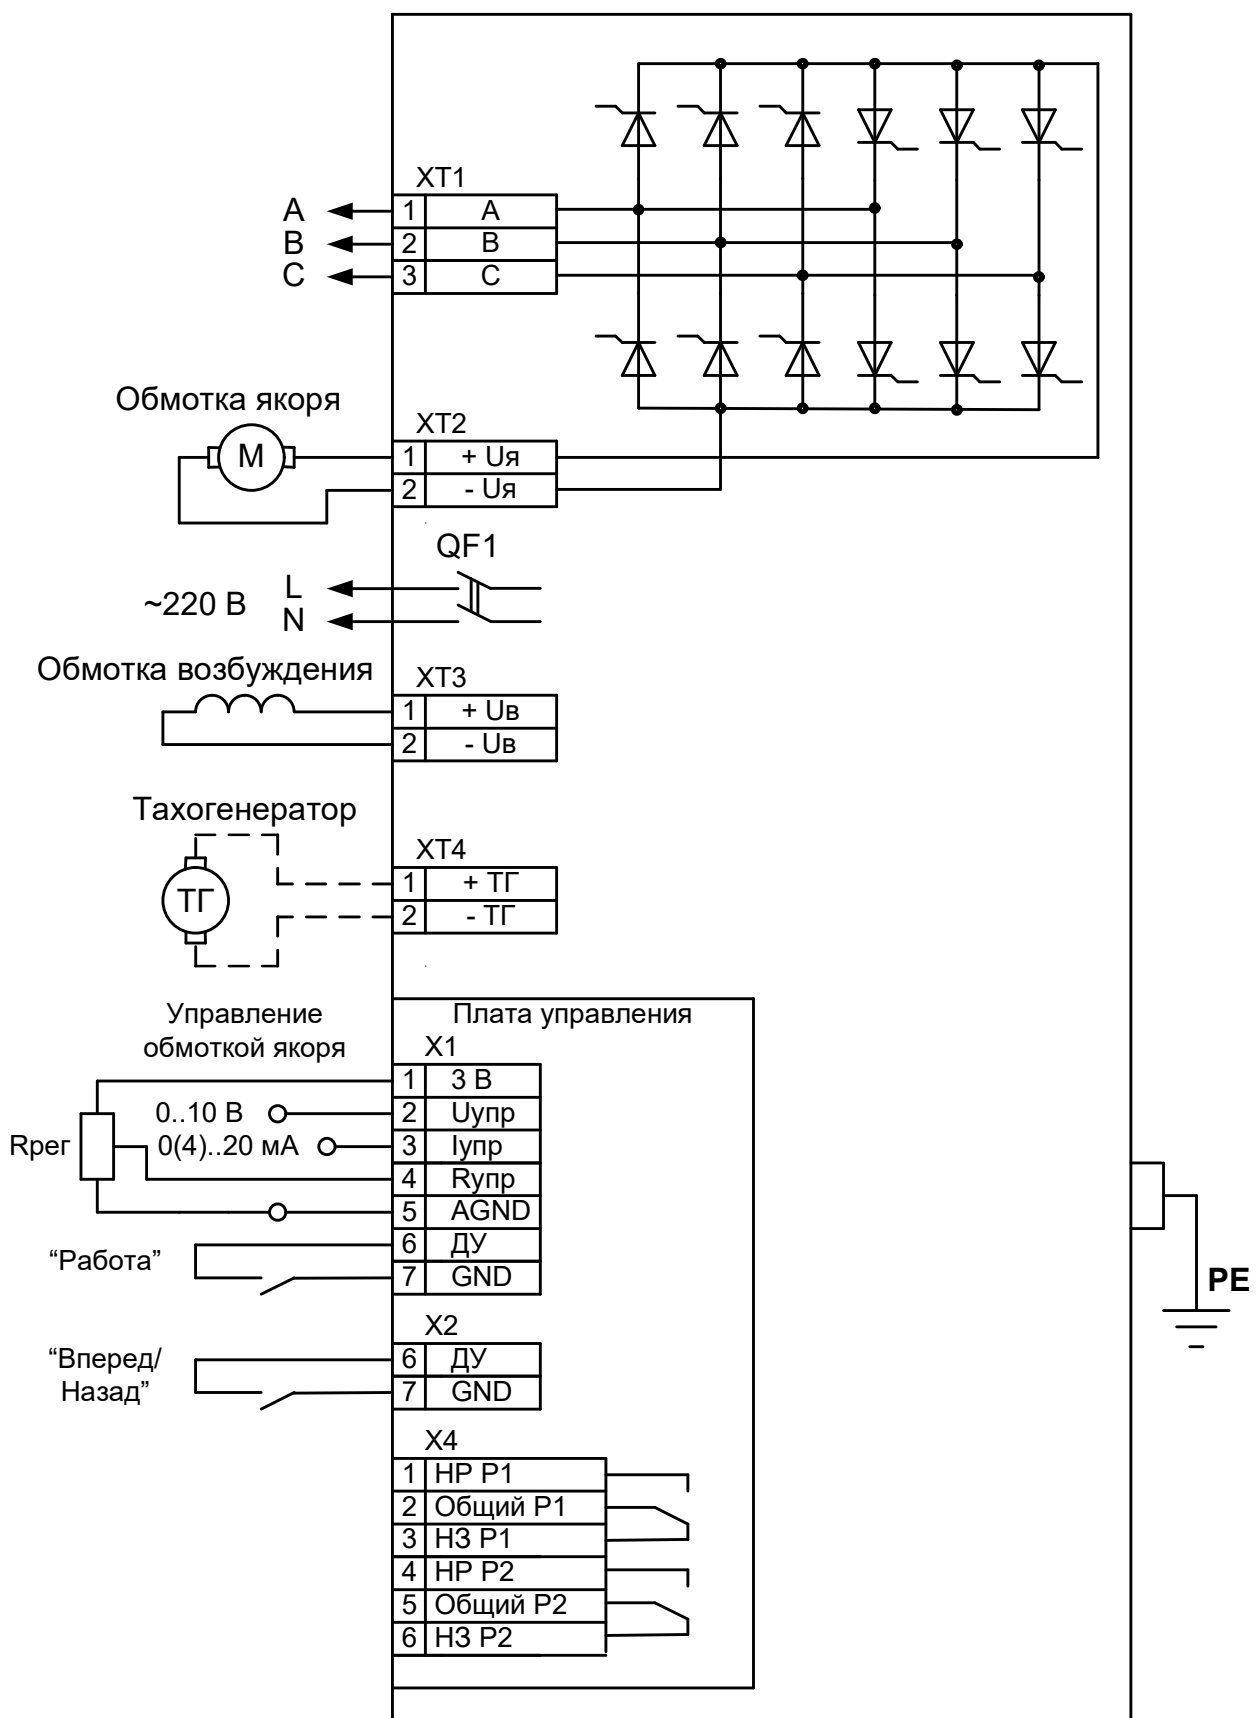 XT1
A 1 A
B 2 B
C 3 C
Обмотка якоря
XT2
M 1 + Uя
2 - Uя
QF1
~220 В
L
N
Обмотка возбуждения
XT3
1 + Uв
2 - Uв
Тахогенератор
XT4
ТГ
1 + ТГ
2 - ТГ
Управление
обмоткой якоря
Плата управления
X1
1 3 В
0..10 В 2 Uупр
Rрег 0(4)..20 мА 3 Iупр
4 Rупр
5 AGND
“Работа”
6 ДУ
7 GND
X2
“Вперед/
Назад”
6 ДУ
7 GND
X4
1 НР Р1
2 Общий Р1
3 НЗ Р1
4 НР Р2
5 Общий Р2
6 НЗ Р2
PE